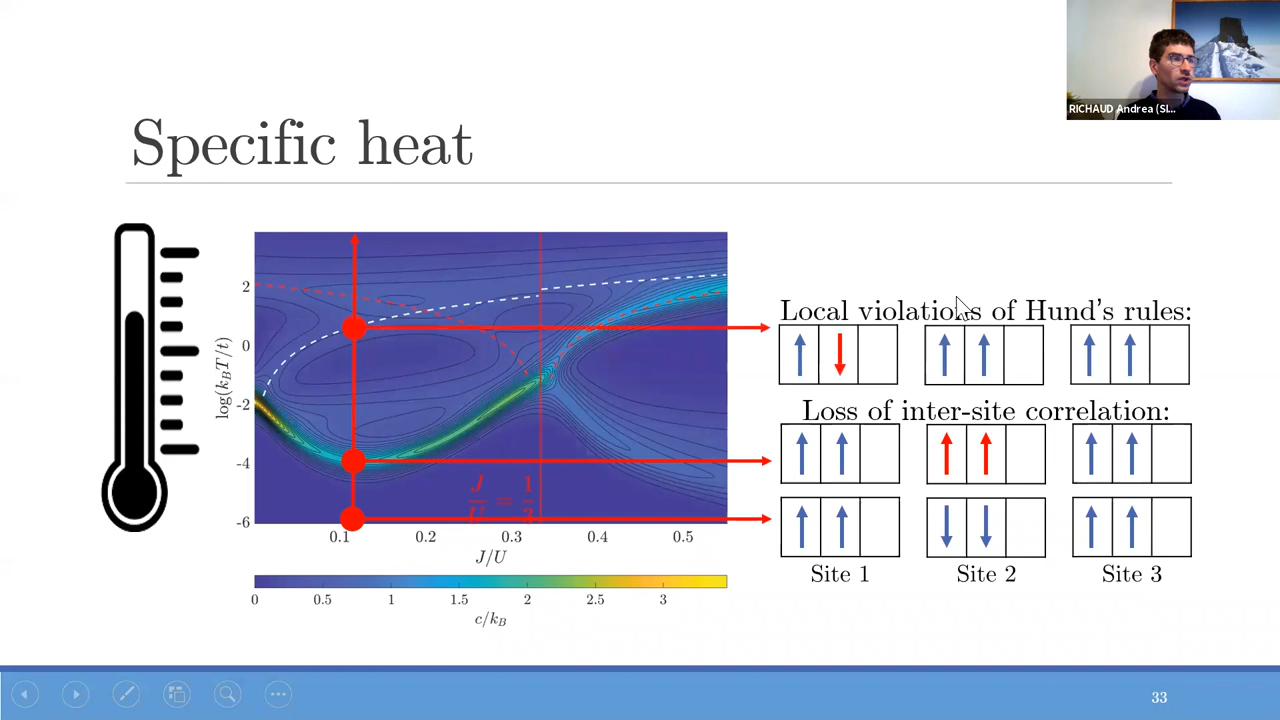 RICHAUD Andrea (SI...
Specific heat
2
0
-2
-4
-6
log(k_BT/t)
J/U = 1/3
0.1 0.2 0.3 0.4 0.5
J/U
0 0.5 1 1.5 2 2.5 3
c/k_B
Local violations of Hund's rules:
Loss of inter-site correlation:
Site 1 Site 2 Site 3
33